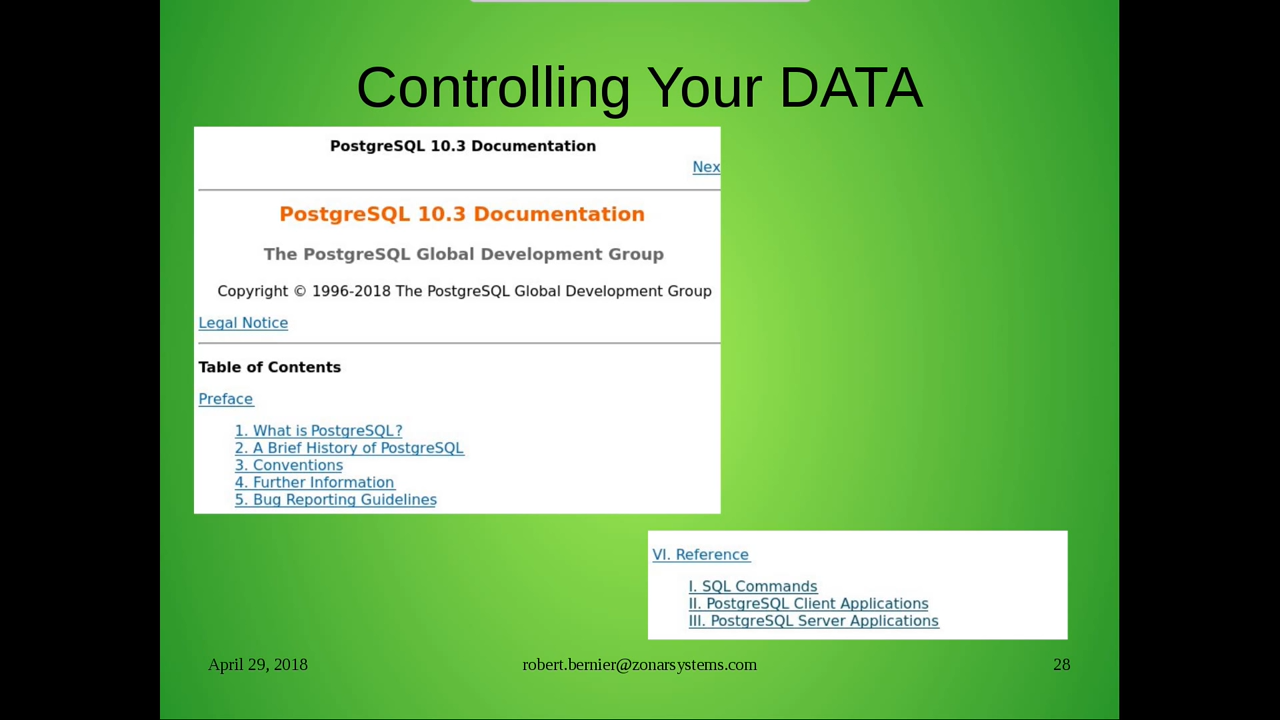 Controlling Your DATA
PostgreSQL 10.3 Documentation
Nex
PostgreSQL 10.3 Documentation
The PostgreSQL Global Development Group
Copyright © 1996-2018 The PostgreSQL Global Development Group
Legal Notice
Table of Contents
Preface
1. What is PostgreSQL?
2. A Brief History of PostgreSQL
3. Conventions
4. Further Information
5. Bug Reporting Guidelines
VI. Reference
I. SQL Commands
II. PostgreSQL Client Applications
III. PostgreSQL Server Applications
April 29, 2018
robert.bernier@zonarsystems.com
28